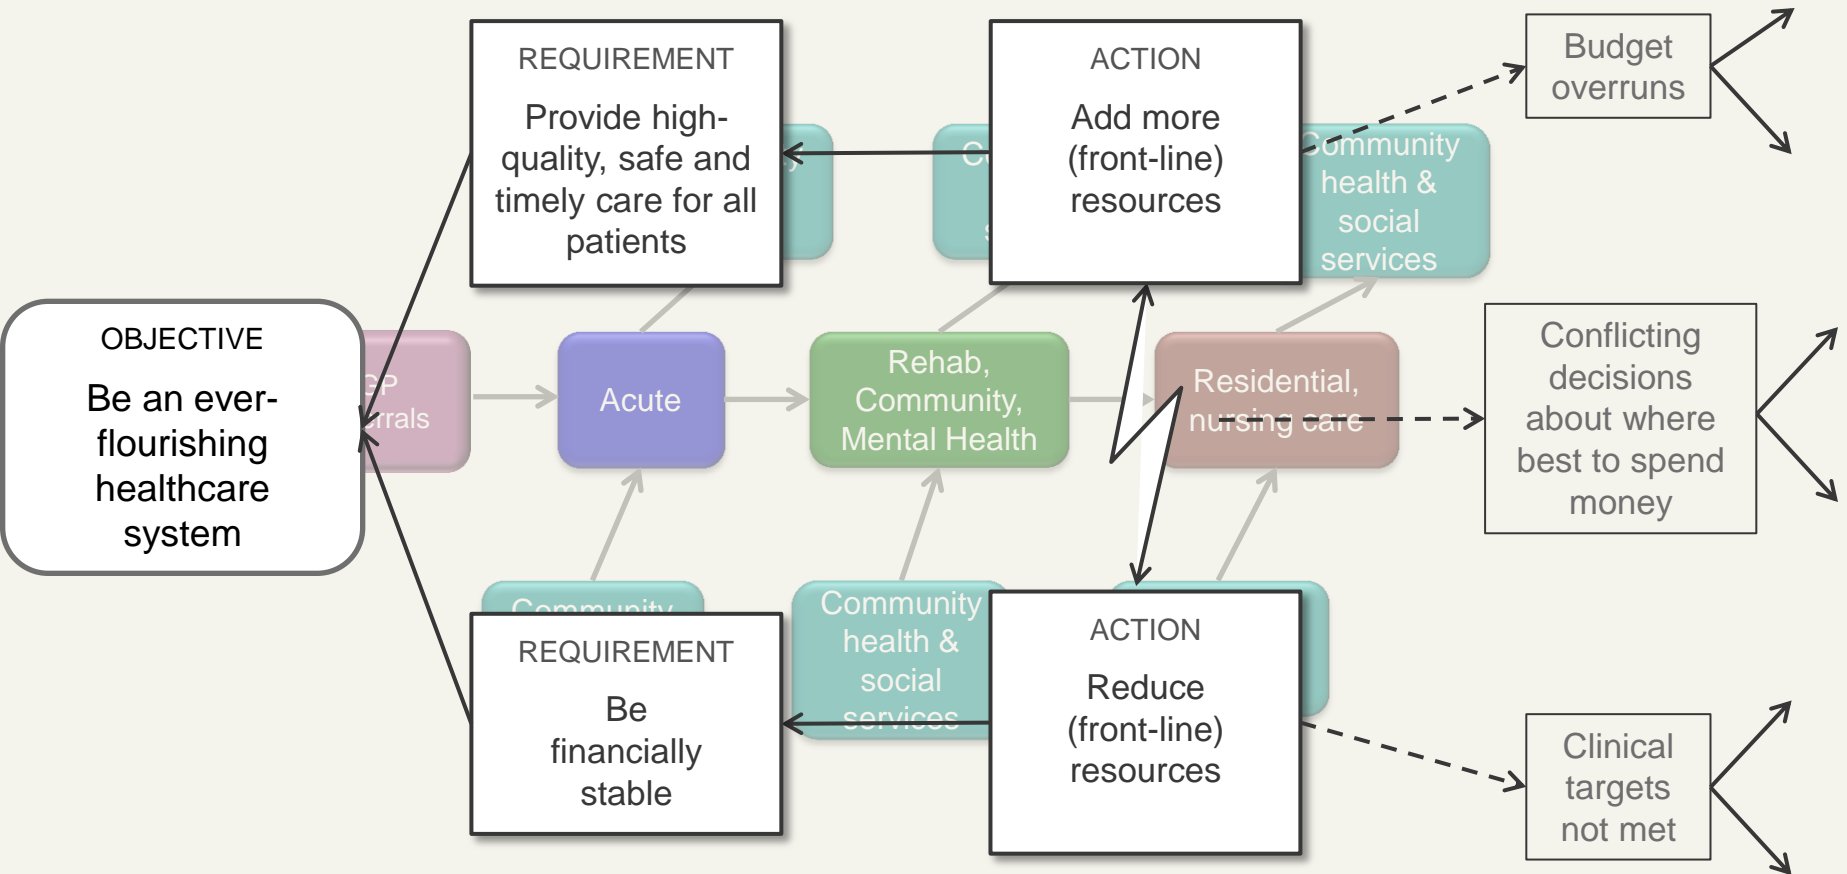 REQUIREMENT
Provide high-
quality, safe and
timely care for all
patients
ACTION
Add more
(front-line)
resources
Budget
overruns
Community
health &
social
services
OBJECTIVE
Be an ever-
flourishing
healthcare
system
GP
Acute
Rehab,
Community,
Mental Health
Residential,
nursing care
Conflicting
decisions
about where
best to spend
money
Community
REQUIREMENT
Be
financially
stable
Community
health &
social
services
ACTION
Reduce
(front-line)
resources
Clinical
targets
not met